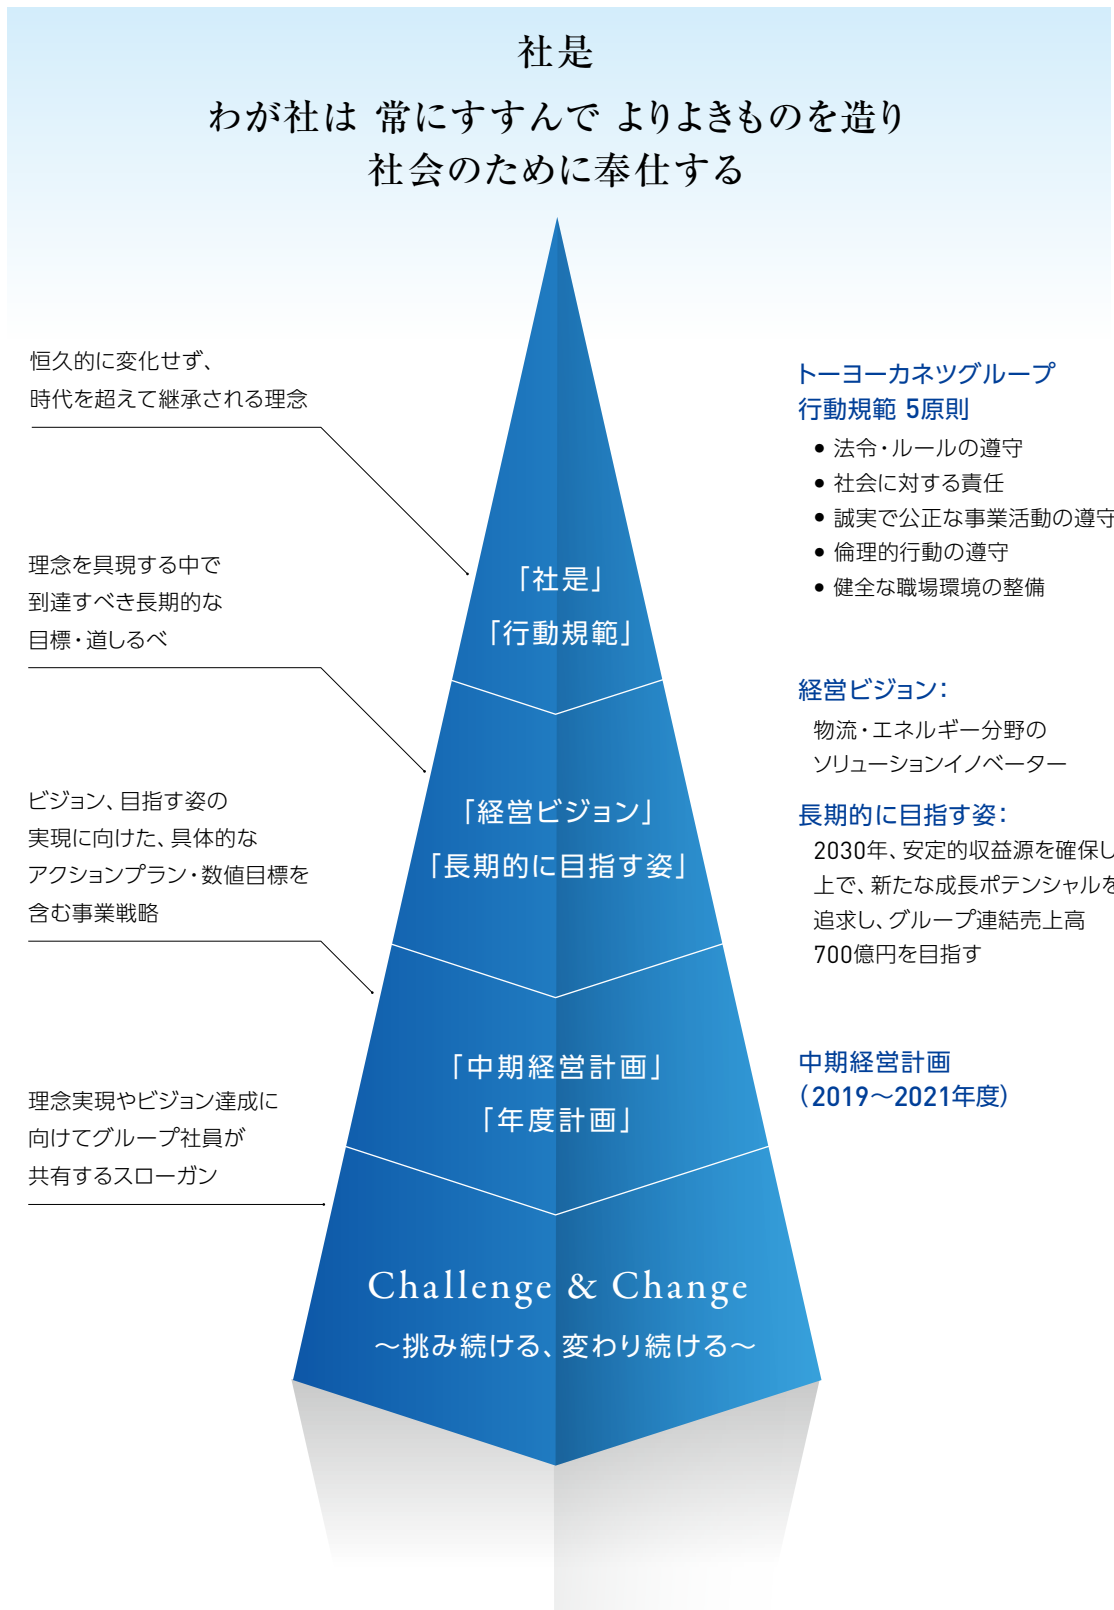 社是
わが社は 常にすすんで よりよきものを造り
社会のために奉仕する
恒久的に変化せず、
時代を超えて継承される理念
理念を具現する中で
到達すべき長期的な
目標・道しるべ
ビジョン、目指す姿の
実現に向けた、具体的な
アクションプラン・数値目標を
含む事業戦略
理念実現やビジョン達成に
向けてグループ社員が
共有するスローガン
「社是」
「行動規範」
「経営ビジョン」
「長期的に目指す姿」
「中期経営計画」
「年度計画」
Challenge & Change
～挑み続ける、変わり続ける～
トーヨーカネツグループ
行動規範 5原則
● 法令・ルールの遵守
● 社会に対する責任
● 誠実で公正な事業活動の遵守
● 倫理的行動の遵守
● 健全な職場環境の整備
経営ビジョン：
物流・エネルギー分野の
ソリューションイノベーター
長期的に目指す姿：
2030年、安定的収益源を確保し
上で、新たな成長ポテンシャルを
追求し、グループ連結売上高
700億円を目指す
中期経営計画
（2019～2021年度）